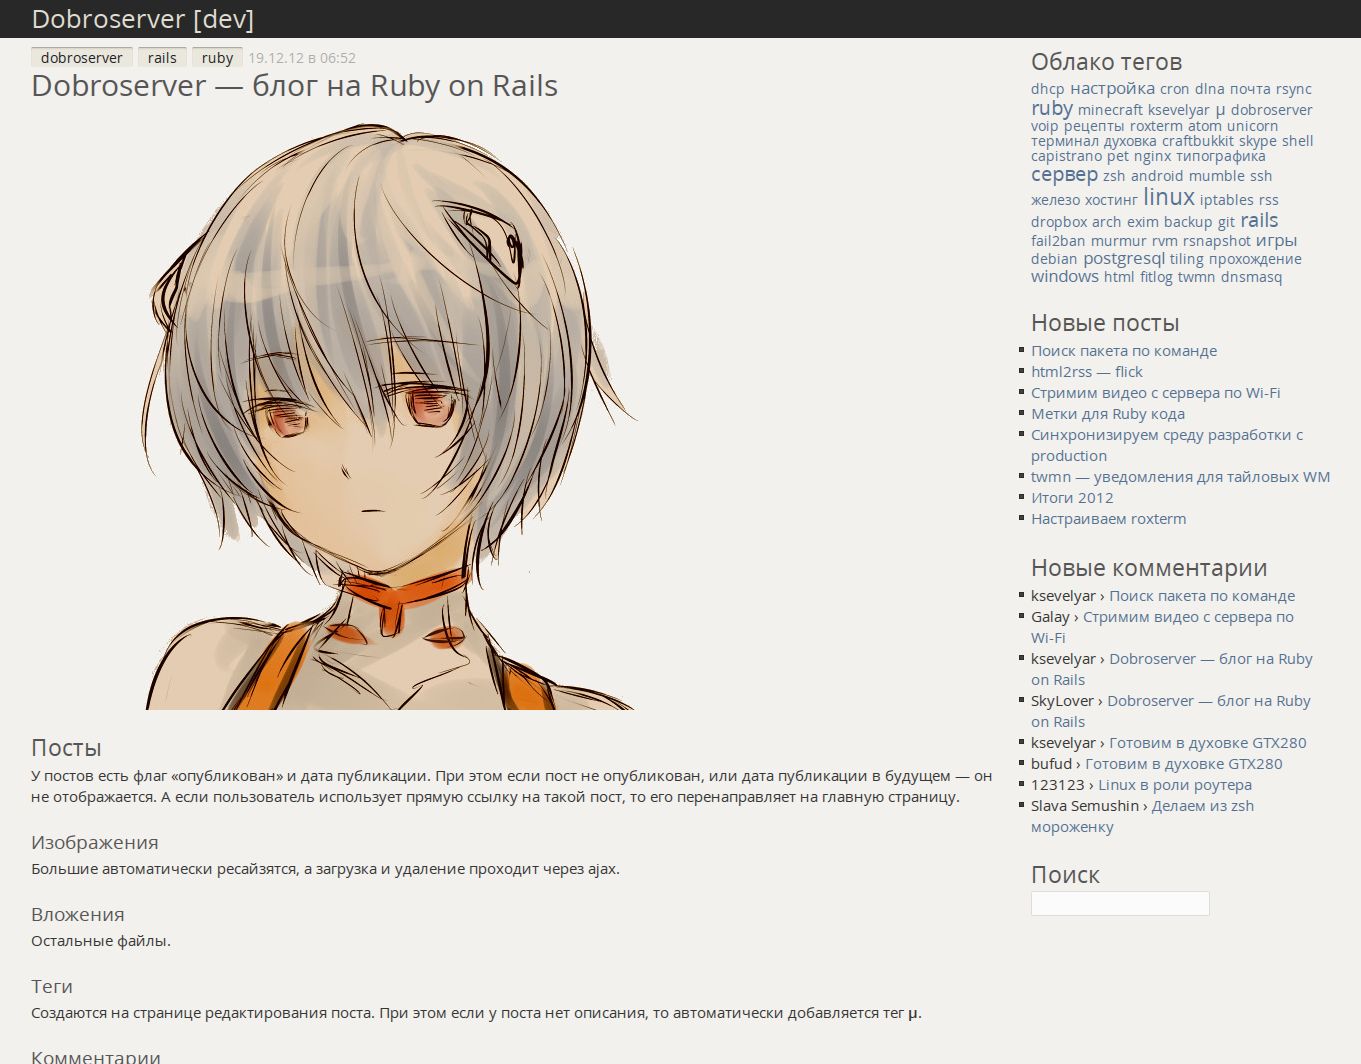 Dobroserver [dev]
dobroserver rails ruby 19.12.12 в 06:52
Dobroserver — блог на Ruby on Rails
Посты
У постов есть флаг «опубликован» и дата публикации. При этом если пост не опубликован, или дата публикации в будущем — он
не отображается. А если пользователь использует прямую ссылку на такой пост, то его перенаправляет на главную страницу.
Изображения
Большие автоматически ресайзятся, а загрузка и удаление проходит через ajax.
Вложения
Остальные файлы.
Теги
Создаются на странице редактирования поста. При этом если у поста нет описания, то автоматически добавляется тег μ.
Комментарии
Облако тегов
dhcp настройка cron dlna почта rsync
ruby minecraft ksevelyar μ dobroserver
voip рецепты roxterm atom unicorn
терминал духовка craftbukkit skype shell
capistrano pet nginx типографика
сервер zsh android mumble ssh
железо хостинг linux iptables rss
dropbox arch exim backup git rails
fail2ban murmur rvm rsnapshot игры
debian postgresql tiling прохождение
windows html fitlog twmn dnsmasq
Новые посты
Поиск пакета по команде
html2rss — flick
Стримим видео с сервера по Wi-Fi
Метки для Ruby кода
Синхронизируем среду разработки с
production
twmn — уведомления для тайловых WM
Итоги 2012
Настраиваем roxterm
Новые комментарии
ksevelyar › Поиск пакета по команде
Galay › Стримим видео с сервера по
Wi-Fi
ksevelyar › Dobroserver — блог на Ruby
on Rails
SkyLover › Dobroserver — блог на Ruby
on Rails
ksevelyar › Готовим в духовке GTX280
bufud › Готовим в духовке GTX280
123123 › Linux в роли роутера
Slava Semushin › Делаем из zsh
мороженку
Поиск